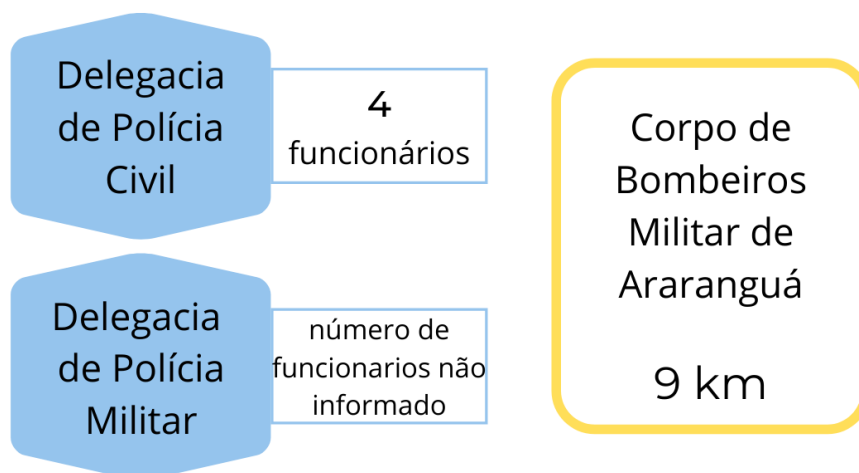 Delegacia
de Polícia
Civil
4
funcionários
Delegacia
de Polícia
Militar
número de
funcionarios não
informado
Corpo de
Bombeiros
Militar de
Araranguá
9 km